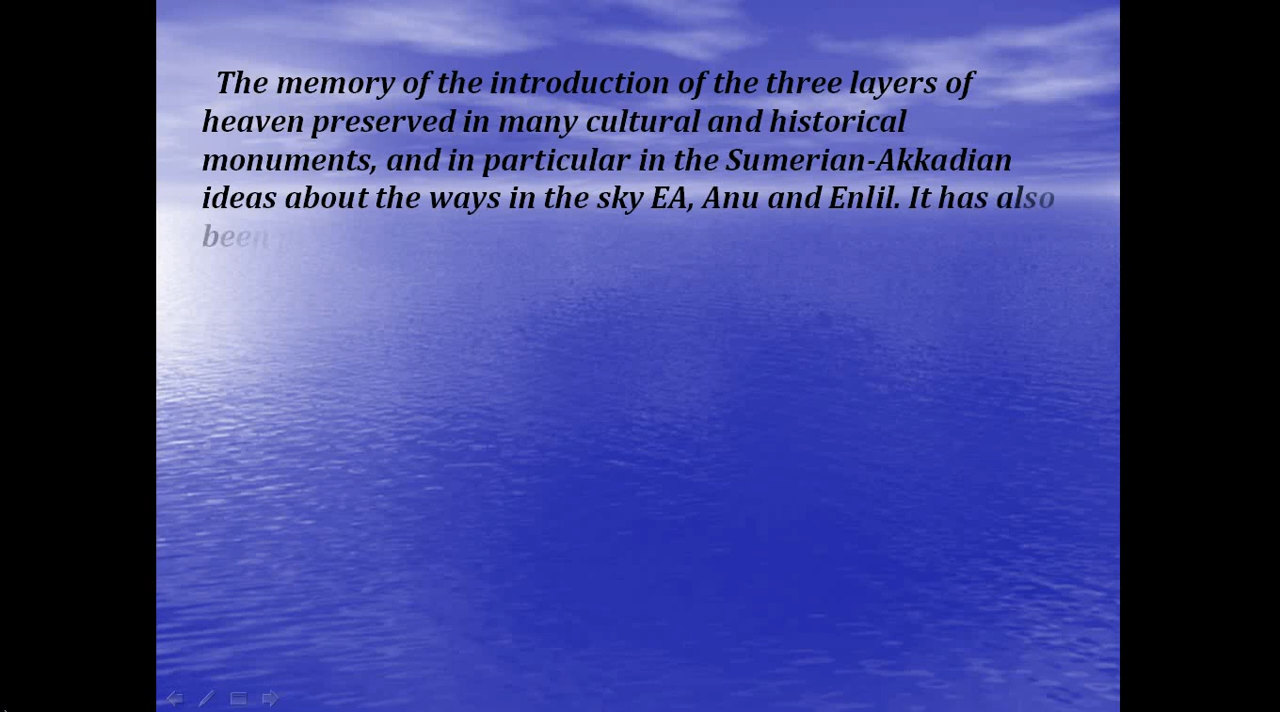 The memory of the introduction of the three layers of
heaven preserved in many cultural and historical
monuments, and in particular in the Sumerian-Akkadian
ideas about the ways in the sky EA, Anu and Enlil. It has also
been